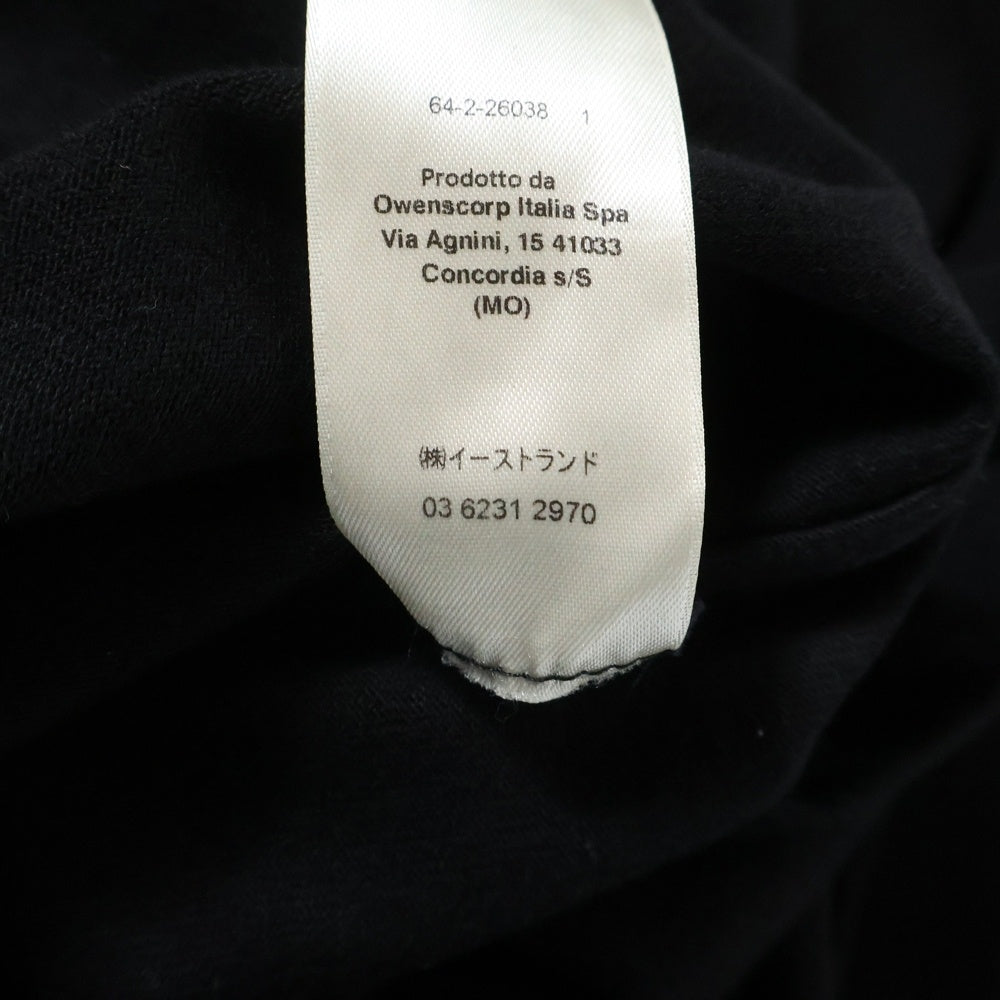 64-2-26038 1
Prodotto da
Owenscorp Italia Spa
Via Agnini, 15 41033
Concordia s/S
(MO)
㈱イーストランド
03 6231 2970